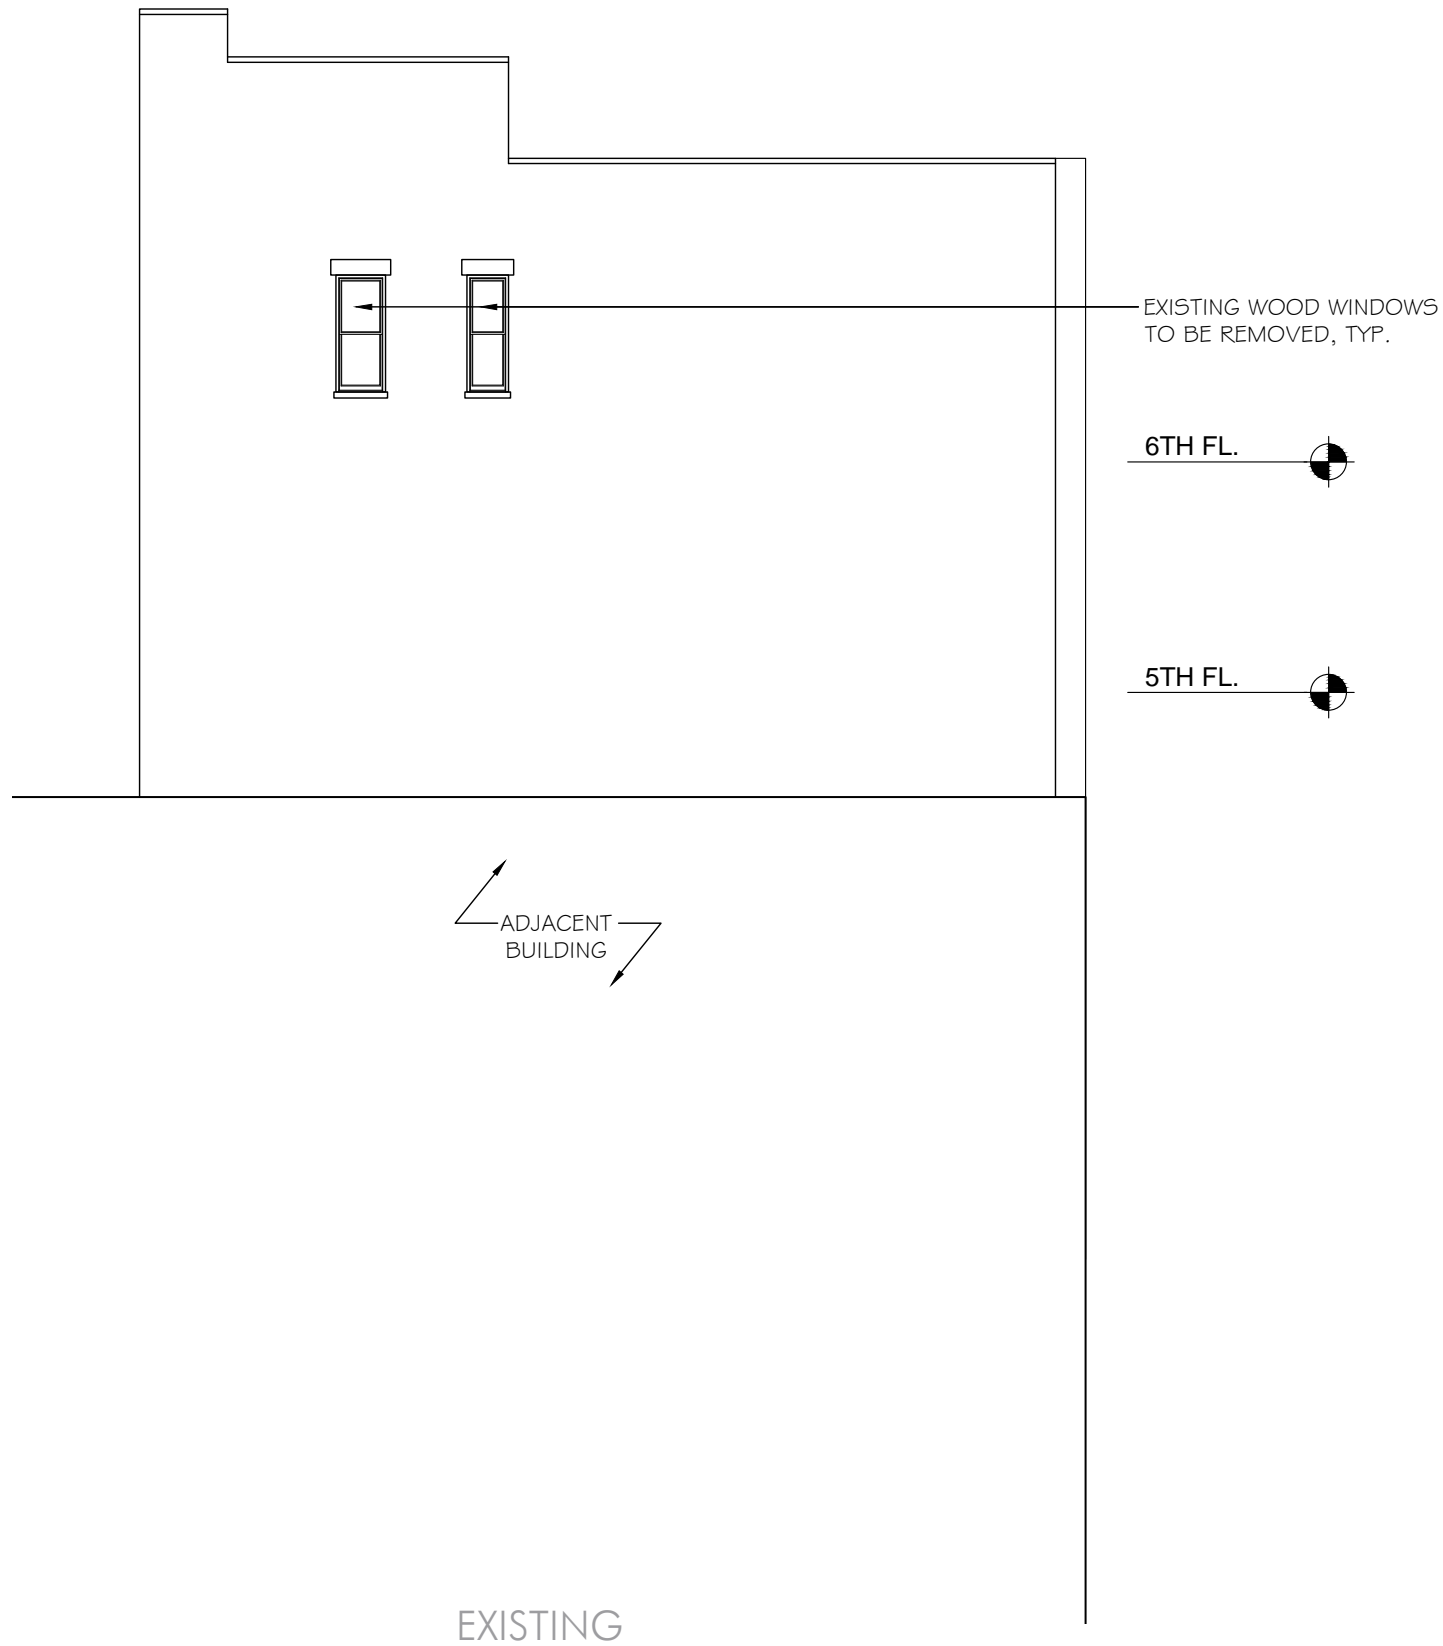 EXISTING WOOD WINDOWS
TO BE REMOVED, TYP.
6TH FL.
5TH FL.
ADJACENT
BUILDING
EXISTING